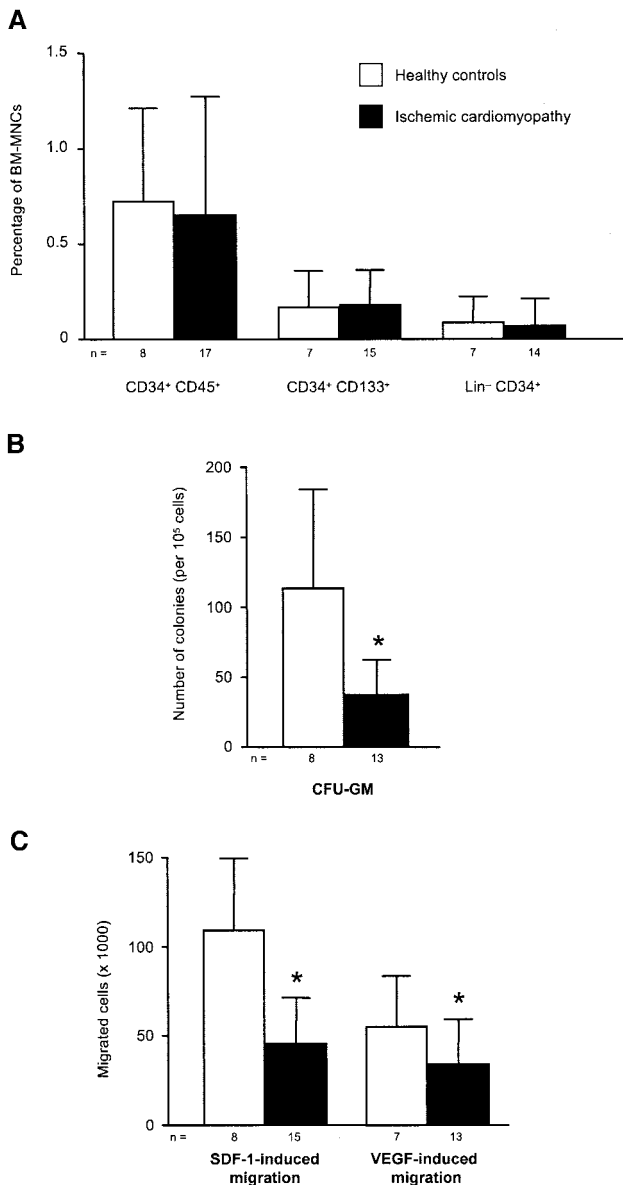 A
Percentage of BM-MNCs
1.5
1.0
0.5
0
Healthy controls
Ischemic cardiomyopathy
n = 8 17 7 15 7 14
CD34⁺ CD45⁺ CD34⁺ CD133⁺ Lin⁻ CD34⁺
B
Number of colonies (per 10⁵ cells)
200
150
100
50
0
*
n = 8 13
CFU-GM
C
Migrated cells (x 1000)
150
100
50
0
* *
n = 8 15 7 13
SDF-1-induced VEGF-induced
migration migration